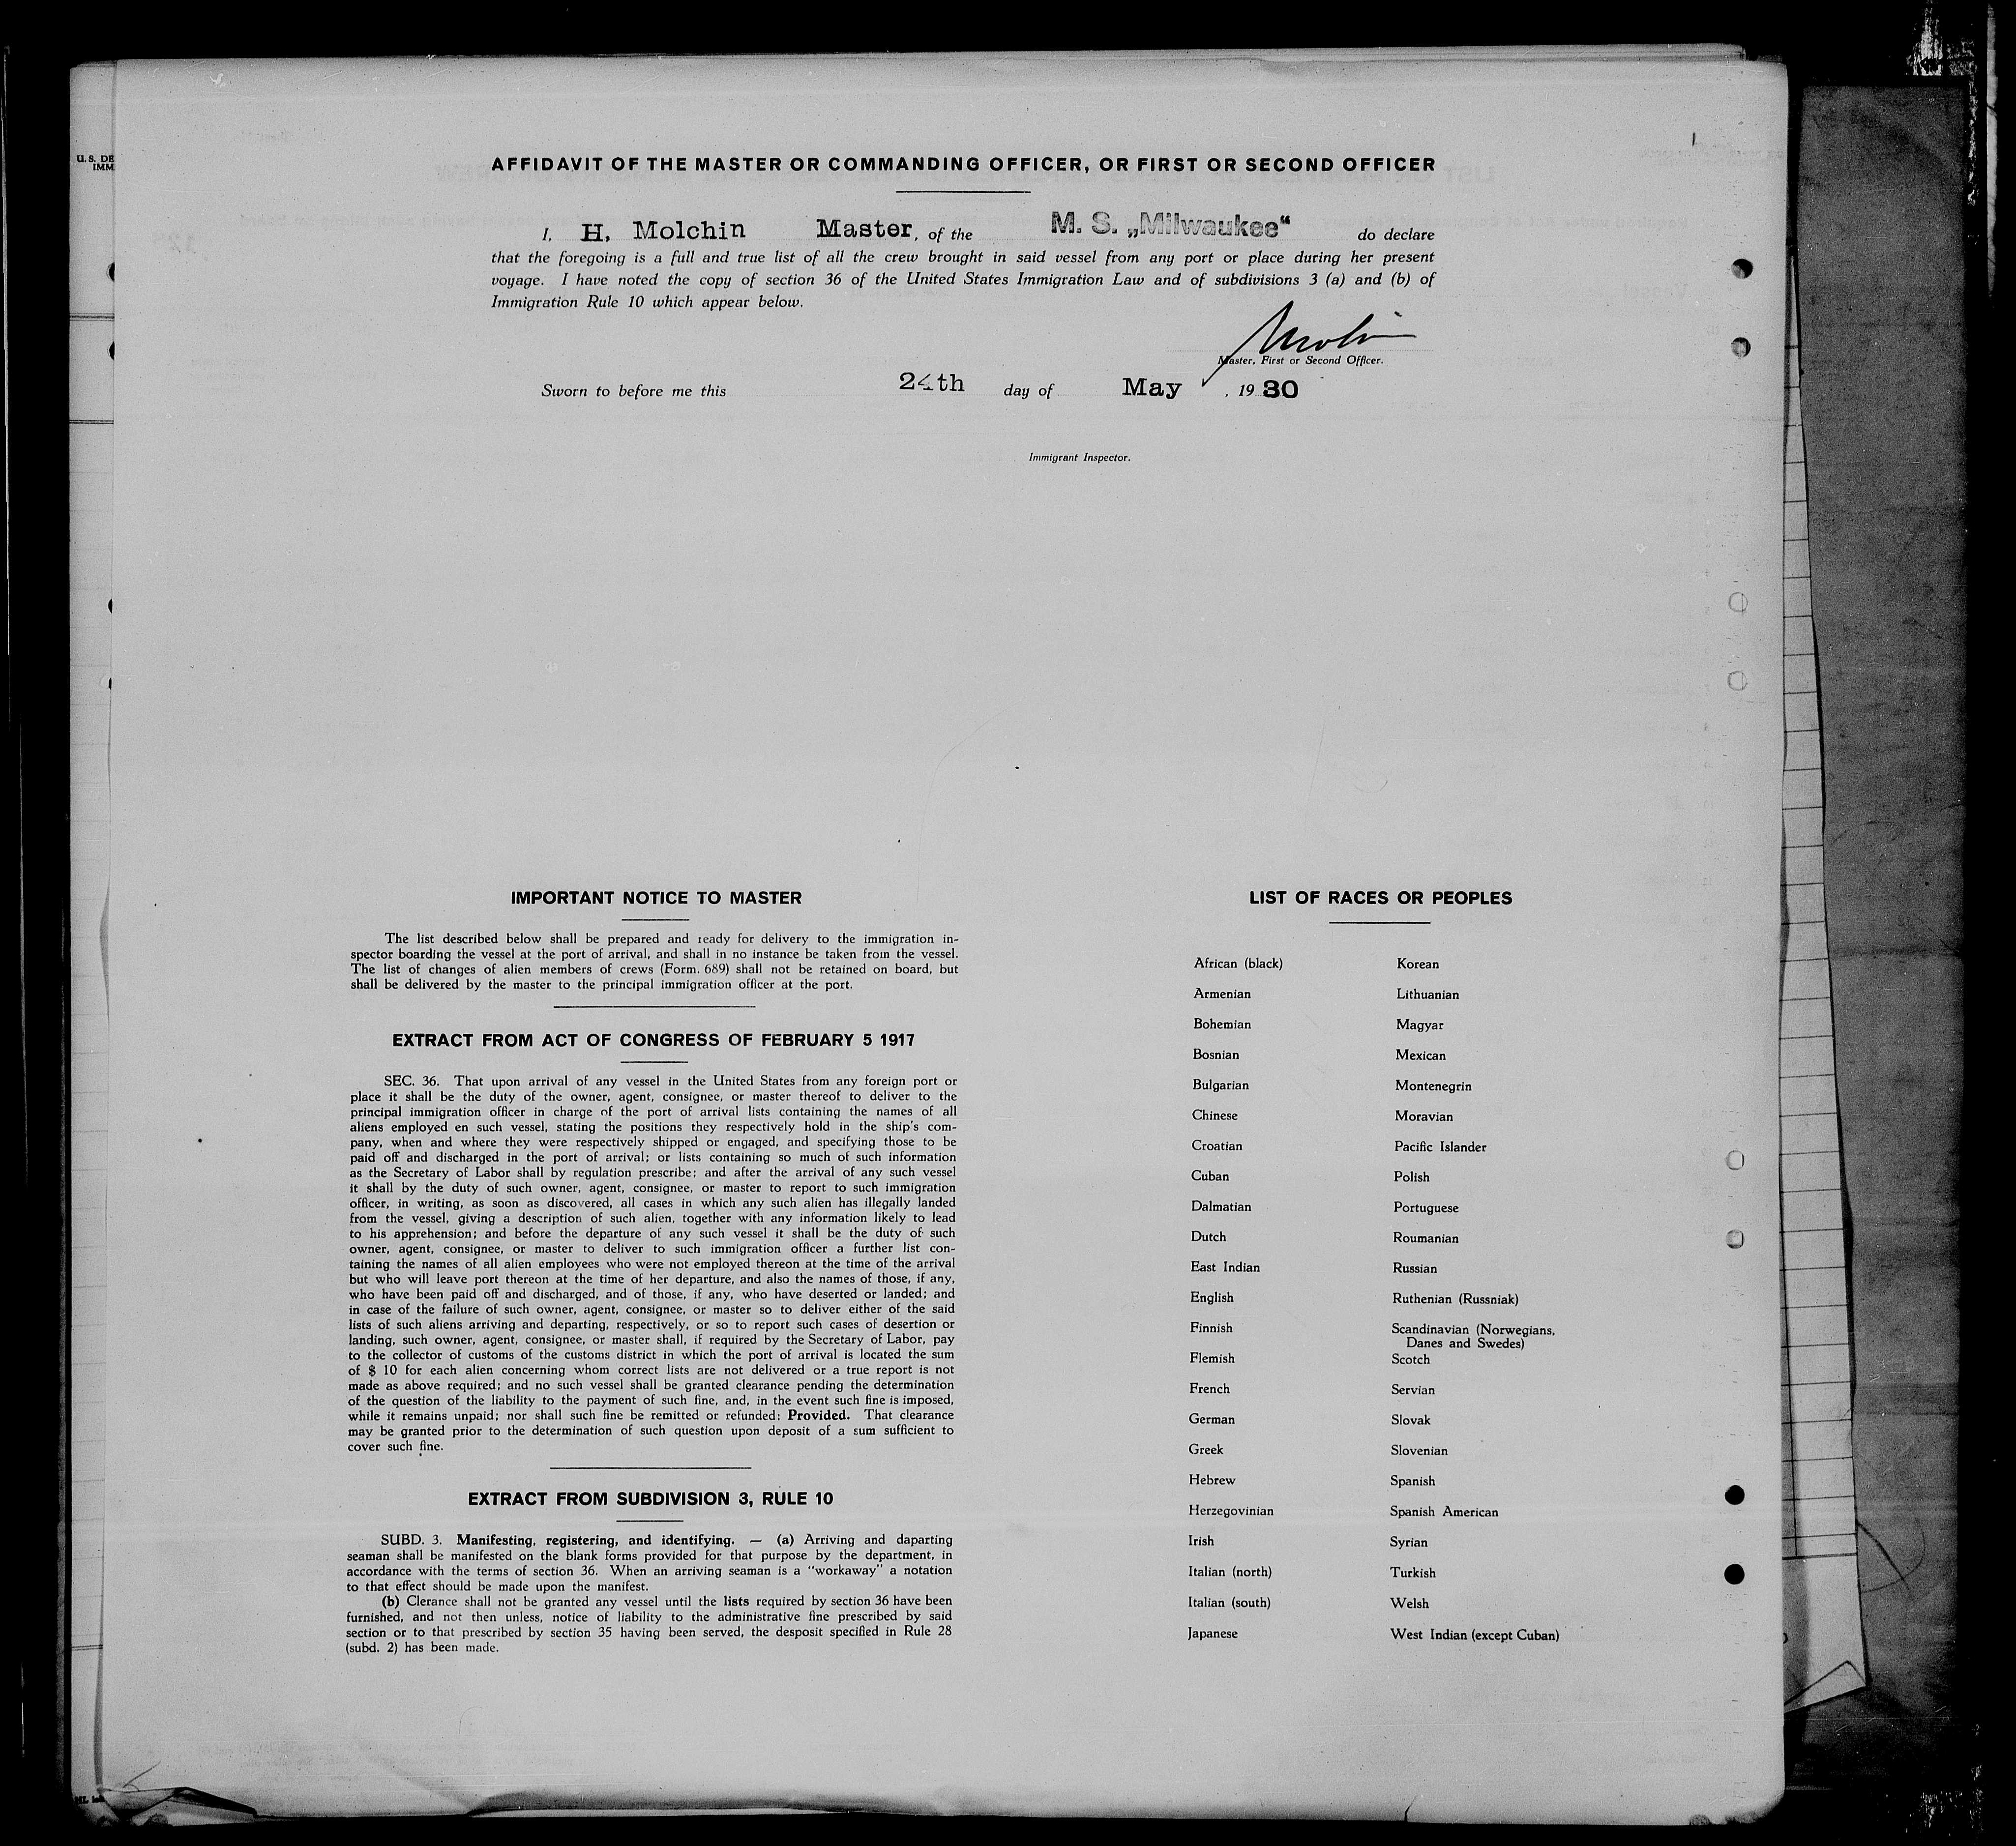 U. S. DE
IMM
AFFIDAVIT OF THE MASTER OR COMMANDING OFFICER, OR FIRST OR SECOND OFFICER
I, H, Molchin Master, of the M. S. „Milwaukee“ do declare
that the foregoing is a full and true list of all the crew brought in said vessel from any port or place during her present
voyage. I have noted the copy of section 36 of the United States Immigration Law and of subdivisions 3 (a) and (b) of
Immigration Rule 10 which appear below.
Master, First or Second Officer.
Sworn to before me this 24th day of May , 19 30
Immigrant Inspector.
IMPORTANT NOTICE TO MASTER
The list described below shall be prepared and ready for delivery to the immigration in-
spector boarding the vessel at the port of arrival, and shall in no instance be taken from the vessel.
The list of changes of alien members of crews (Form. 689) shall not be retained on board, but
shall be delivered by the master to the principal immigration officer at the port.
EXTRACT FROM ACT OF CONGRESS OF FEBRUARY 5 1917
SEC. 36. That upon arrival of any vessel in the United States from any foreign port or
place it shall be the duty of the owner, agent, consignee, or master thereof to deliver to the
principal immigration officer in charge of the port of arrival lists containing the names of all
aliens employed en such vessel, stating the positions they respectively hold in the ship's com-
pany, when and where they were respectively shipped or engaged, and specifying those to be
paid off and discharged in the port of arrival; or lists containing so much of such information
as the Secretary of Labor shall by regulation prescribe; and after the arrival of any such vessel
it shall by the duty of such owner, agent, consignee, or master to report to such immigration
officer, in writing, as soon as discovered, all cases in which any such alien has illegally landed
from the vessel, giving a description of such alien, together with any information likely to lead
to his apprehension; and before the departure of any such vessel it shall be the duty of such
owner, agent, consignee, or master to deliver to such immigration officer a further list con-
taining the names of all alien employees who were not employed thereon at the time of the arrival
but who will leave port thereon at the time of her departure, and also the names of those, if any,
who have been paid off and discharged, and of those, if any, who have deserted or landed; and
in case of the failure of such owner, agent, consignee, or master so to deliver either of the said
lists of such aliens arriving and departing, respectively, or so to report such cases of desertion or
landing, such owner, agent, consignee, or master shall, if required by the Secretary of Labor, pay
to the collector of customs of the customs district in which the port of arrival is located the sum
of $ 10 for each alien concerning whom correct lists are not delivered or a true report is not
made as above required; and no such vessel shall be granted clearance pending the determination
of the question of the liability to the payment of such fine, and, in the event such fine is imposed,
while it remains unpaid; nor shall such fine be remitted or refunded: Provided. That clearance
may be granted prior to the determination of such question upon deposit of a sum sufficient to
cover such fine.
EXTRACT FROM SUBDIVISION 3, RULE 10
SUBD. 3. Manifesting, registering, and identifying. — (a) Arriving and daparting
seaman shall be manifested on the blank forms provided for that purpose by the department, in
accordance with the terms of section 36. When an arriving seaman is a "workaway" a notation
to that effect should be made upon the manifest.
(b) Clerance shall not be granted any vessel until the lists required by section 36 have been
furnished, and not then unless, notice of liability to the administrative fine prescribed by said
section or to that prescribed by section 35 having been served, the desposit specified in Rule 28
(subd. 2) has been made.
LIST OF RACES OR PEOPLES
African (black)
Armenian
Bohemian
Bosnian
Bulgarian
Chinese
Croatian
Cuban
Dalmatian
Dutch
East Indian
English
Finnish
Flemish
French
German
Greek
Hebrew
Herzegovinian
Irish
Italian (north)
Italian (south)
Japanese
Korean
Lithuanian
Magyar
Mexican
Montenegrin
Moravian
Pacific Islander
Polish
Portuguese
Roumanian
Russian
Ruthenian (Russniak)
Scandinavian (Norwegians,
Danes and Swedes)
Scotch
Servian
Slovak
Slovenian
Spanish
Spanish American
Syrian
Turkish
Welsh
West Indian (except Cuban)